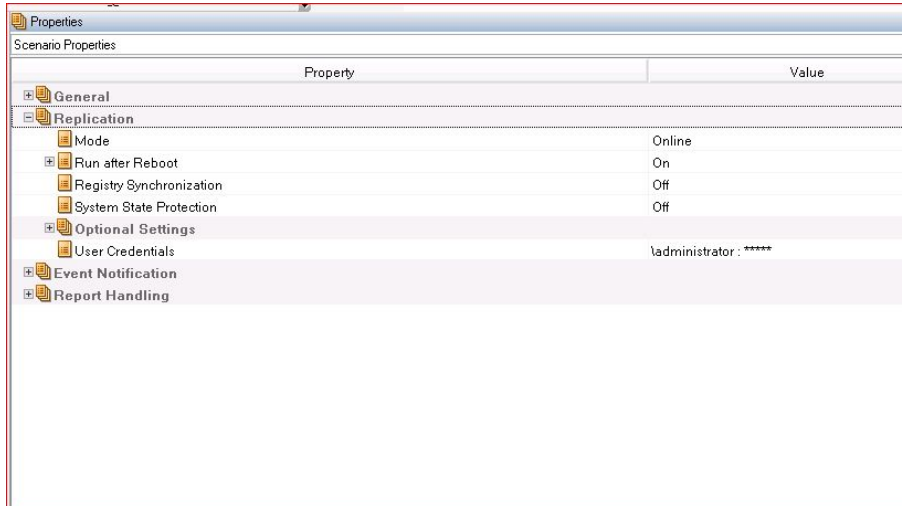 Properties
Scenario Properties
Property Value
General
Replication
Mode Online
Run after Reboot On
Registry Synchronization Off
System State Protection Off
Optional Settings
User Credentials \administrator : *****
Event Notification
Report Handling